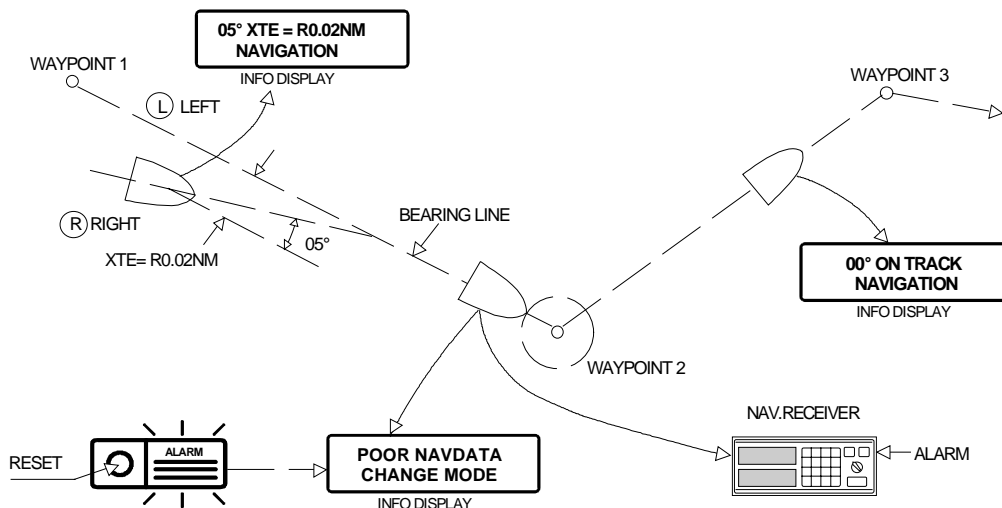 05° XTE = R0.02NM
NAVIGATION
INFO DISPLAY
WAYPOINT 1
L LEFT
WAYPOINT 3
R RIGHT
BEARING LINE
05°
XTE= R0.02NM
00° ON TRACK
NAVIGATION
INFO DISPLAY
WAYPOINT 2
NAV.RECEIVER
RESET
ALARM
POOR NAVDATA
CHANGE MODE
INFO DISPLAY
ALARM